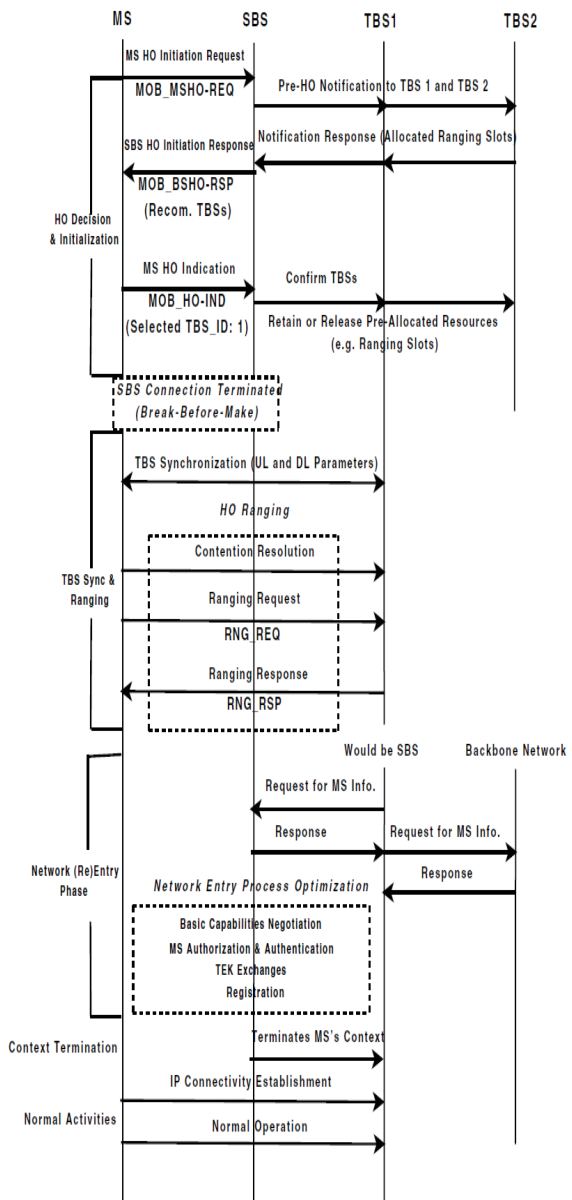 MS SBS TBS1 TBS2
MS HO Initiation Request
MOB_MSHO-REQ
Pre-HO Notification to TBS 1 and TBS 2
Notification Response (Allocated Ranging Slots)
SBS HO Initiation Response
MOB_BSHO-RSP
(Recom. TBSs)
HO Decision
& Initialization
MS HO Indication
MOB_HO-IND
(Selected TBS_ID: 1)
Confirm TBSs
Retain or Release Pre-Allocated Resources
(e.g. Ranging Slots)
SBS Connection Terminated
(Break-Before-Make)
TBS Synchronization (UL and DL Parameters)
HO Ranging
Contention Resolution
TBS Sync &
Ranging
Ranging Request
RNG_REQ
Ranging Response
RNG_RSP
Would be SBS
Backbone Network
Request for MS Info.
Response
Request for MS Info.
Response
Network (Re)Entry
Phase
Network Entry Process Optimization
Basic Capabilities Negotiation
MS Authorization & Authentication
TEK Exchanges
Registration
Context Termination
Terminates MS's Context
IP Connectivity Establishment
Normal Activities
Normal Operation